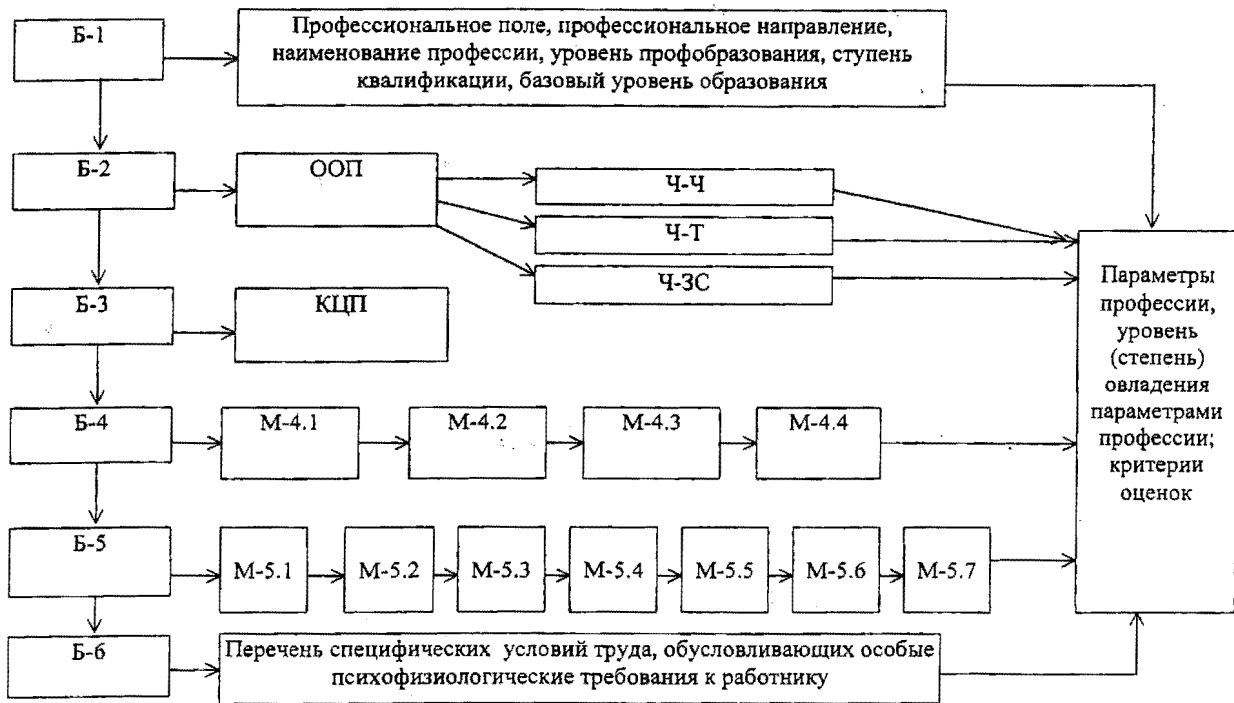 Б-1
Профессиональное поле, профессиональное направление,
наименование профессии, уровень профобразования, ступень
квалификации, базовый уровень образования
Б-2
ООП
Ч-Ч
Ч-Т
Ч-ЗС
Б-3
КЦП
Б-4
М-4.1
М-4.2
М-4.3
М-4.4
Б-5
М-5.1
М-5.2
М-5.3
М-5.4
М-5.5
М-5.6
М-5.7
Б-6
Перечень специфических условий труда, обусловливающих особые
психофизиологические требования к работнику
Параметры
профессии,
уровень
(степень)
овладения
параметрами
профессии;
критерии
оценок